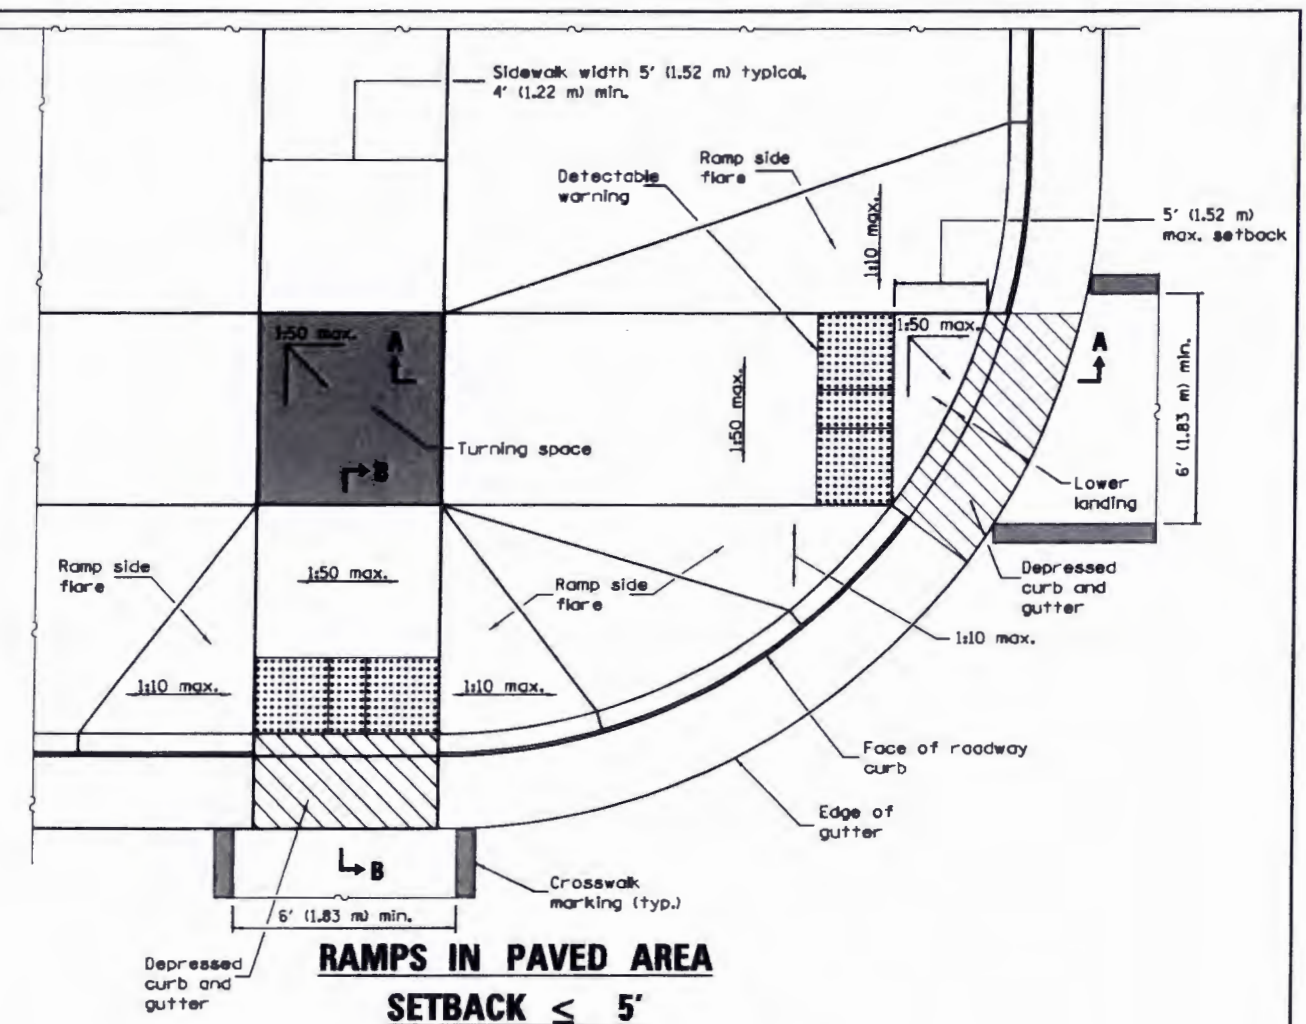 Sidewalk width 5' (1.52 m) typical.
4' (1.22 m) min.
Ramp side
flare
Detectable
warning
1:10 max.
5' (1.52 m)
max. setback
1:50 max.
A
1:50 max.
A
1:50 max.
6' (1.83 m) min.
Turning space
B
Lower
landing
Ramp side
flare
1:50 max.
Ramp side
flare
Depressed
curb and
gutter
1:10 max.
1:10 max.
1:10 max.
Face of roadway
curb
Edge of
gutter
B
Crosswalk
marking (typ.)
6' (1.83 m) min.
Depressed
curb and
gutter
RAMPS IN PAVED AREA
SETBACK ≤ 5'